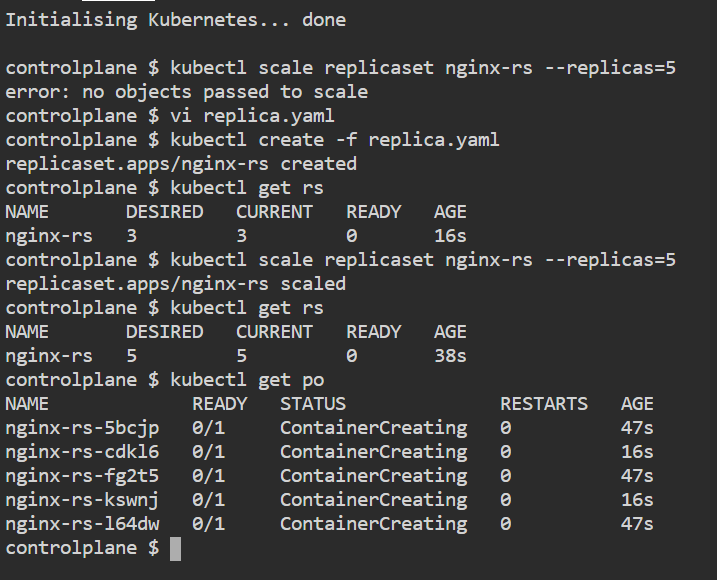 Initialising Kubernetes... done
controlplane $ kubectl scale replicaset nginx-rs --replicas=5
error: no objects passed to scale
controlplane $ vi replica.yaml
controlplane $ kubectl create -f replica.yaml
replicaset.apps/nginx-rs created
controlplane $ kubectl get rs
NAME       DESIRED   CURRENT   READY   AGE
nginx-rs   3         3         0       16s
controlplane $ kubectl scale replicaset nginx-rs --replicas=5
replicaset.apps/nginx-rs scaled
controlplane $ kubectl get rs
NAME       DESIRED   CURRENT   READY   AGE
nginx-rs   5         5         0       38s
controlplane $ kubectl get po
NAME             READY   STATUS              RESTARTS   AGE
nginx-rs-5bcjp   0/1     ContainerCreating   0          47s
nginx-rs-cdkl6   0/1     ContainerCreating   0          16s
nginx-rs-fg2t5   0/1     ContainerCreating   0          47s
nginx-rs-kswnj   0/1     ContainerCreating   0          16s
nginx-rs-l64dw   0/1     ContainerCreating   0          47s
controlplane $